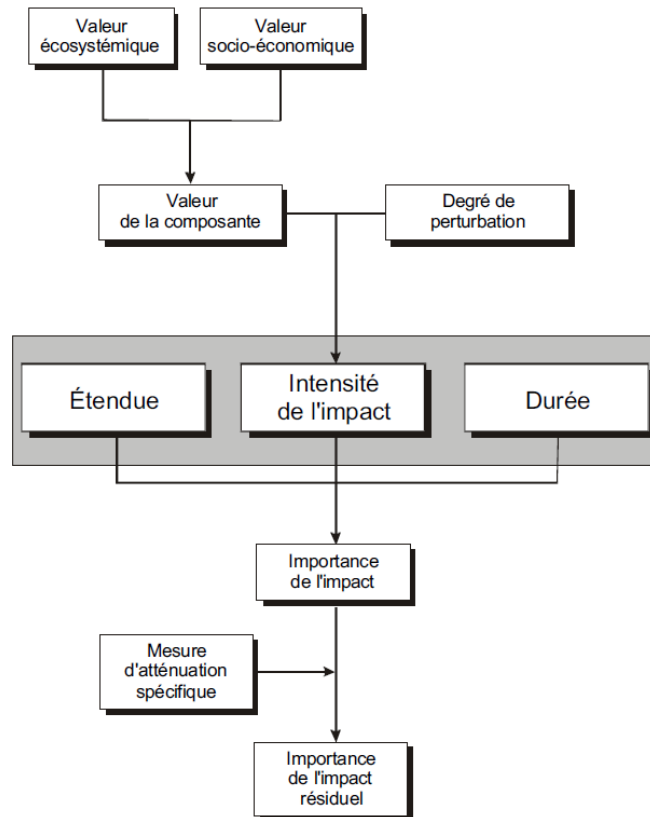 Valeur
écosystémique
Valeur
socio-économique
Valeur
de la composante
Degré de
perturbation
Étendue
Intensité
de l'impact
Durée
Importance
de l'impact
Mesure
d'atténuation
spécifique
Importance
de l'impact
résiduel